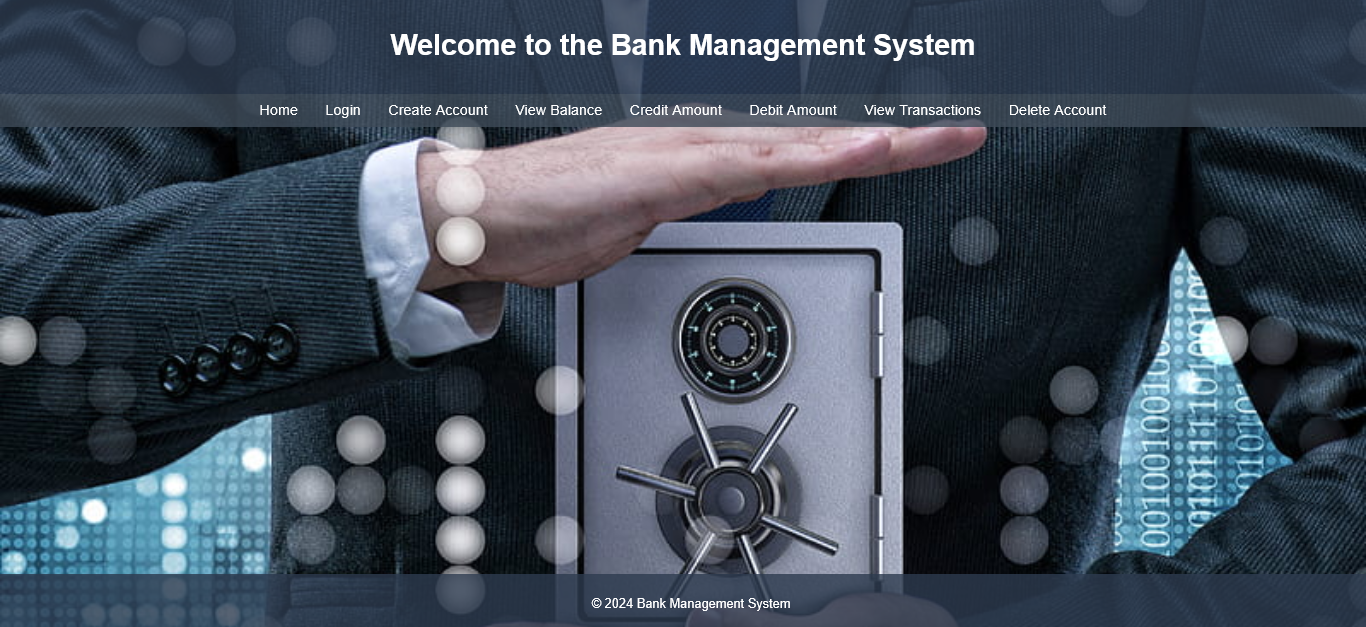 Welcome to the Bank Management System
Home Login Create Account View Balance Credit Amount Debit Amount View Transactions Delete Account
© 2024 Bank Management System